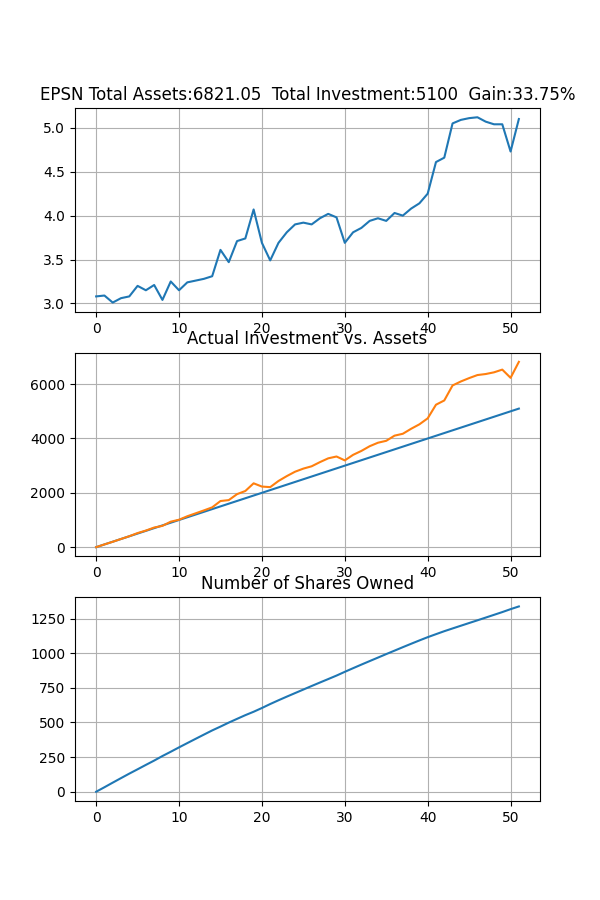 EPSN Total Assets:6821.05  Total Investment:5100  Gain:33.75%
5.0
4.5
4.0
3.5
3.0
0 10 20 30 40 50
Actual Investment vs. Assets
6000
4000
2000
0
0 10 20 30 40 50
Number of Shares Owned
1250
1000
750
500
250
0
0 10 20 30 40 50